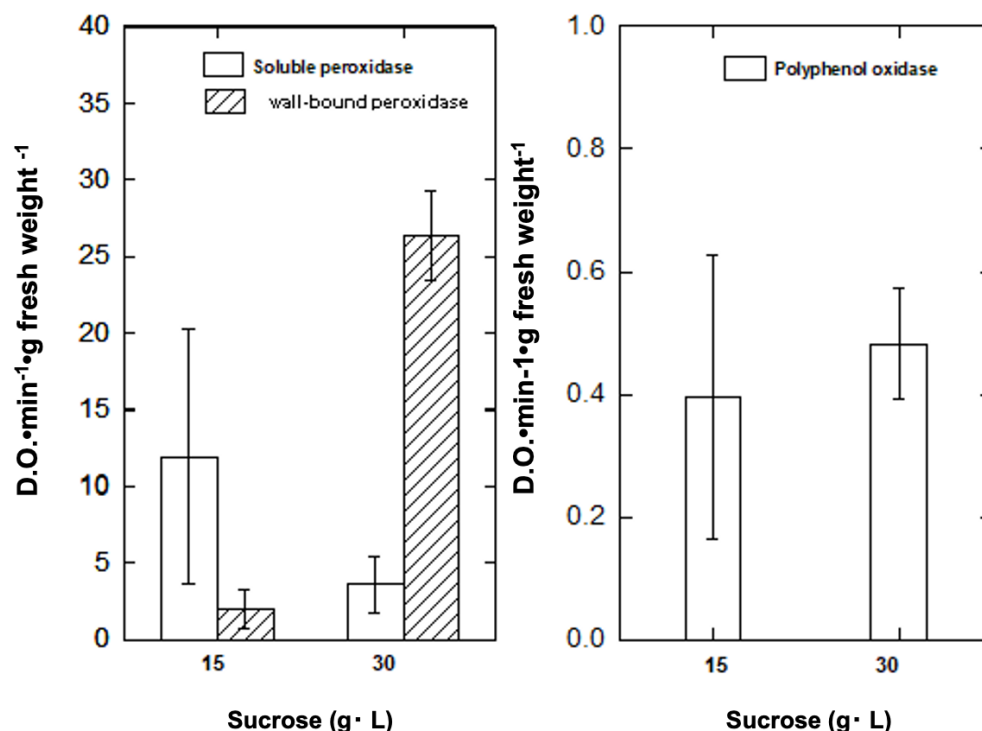 D.O.•min⁻¹•g fresh weight ⁻¹
40
35
30
25
20
15
10
5
0
Soluble peroxidase
wall-bound peroxidase
15 30
Sucrose (g· L)
D.O.•min-1•g fresh weight⁻¹
1.0
0.8
0.6
0.4
0.2
0.0
Polyphenol oxidase
15 30
Sucrose (g· L)